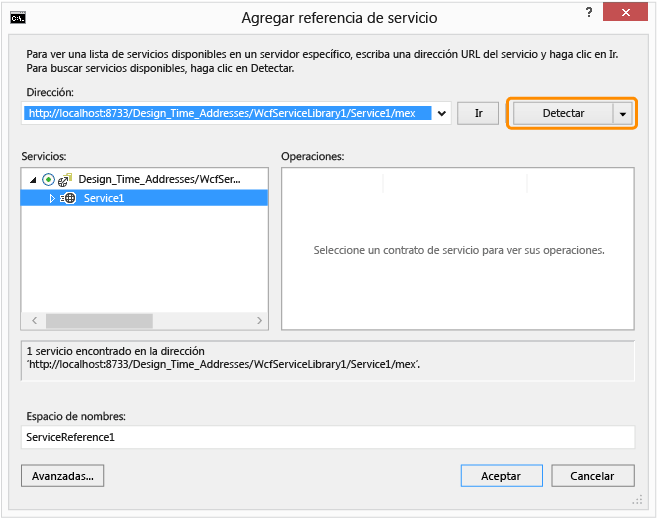 Agregar referencia de servicio
?
Para ver una lista de servicios disponibles en un servidor específico, escriba una dirección URL del servicio y haga clic en Ir.
Para buscar servicios disponibles, haga clic en Detectar.
Dirección:
http://localhost:8733/Design_Time_Addresses/WcfServiceLibrary1/Service1/mex
Ir
Detectar
Servicios:
Operaciones:
Design_Time_Addresses/WcfSer...
Service1
Seleccione un contrato de servicio para ver sus operaciones.
1 servicio encontrado en la dirección
'http://localhost:8733/Design_Time_Addresses/WcfServiceLibrary1/Service1/mex'.
Espacio de nombres:
ServiceReference1
Avanzadas...
Aceptar
Cancelar